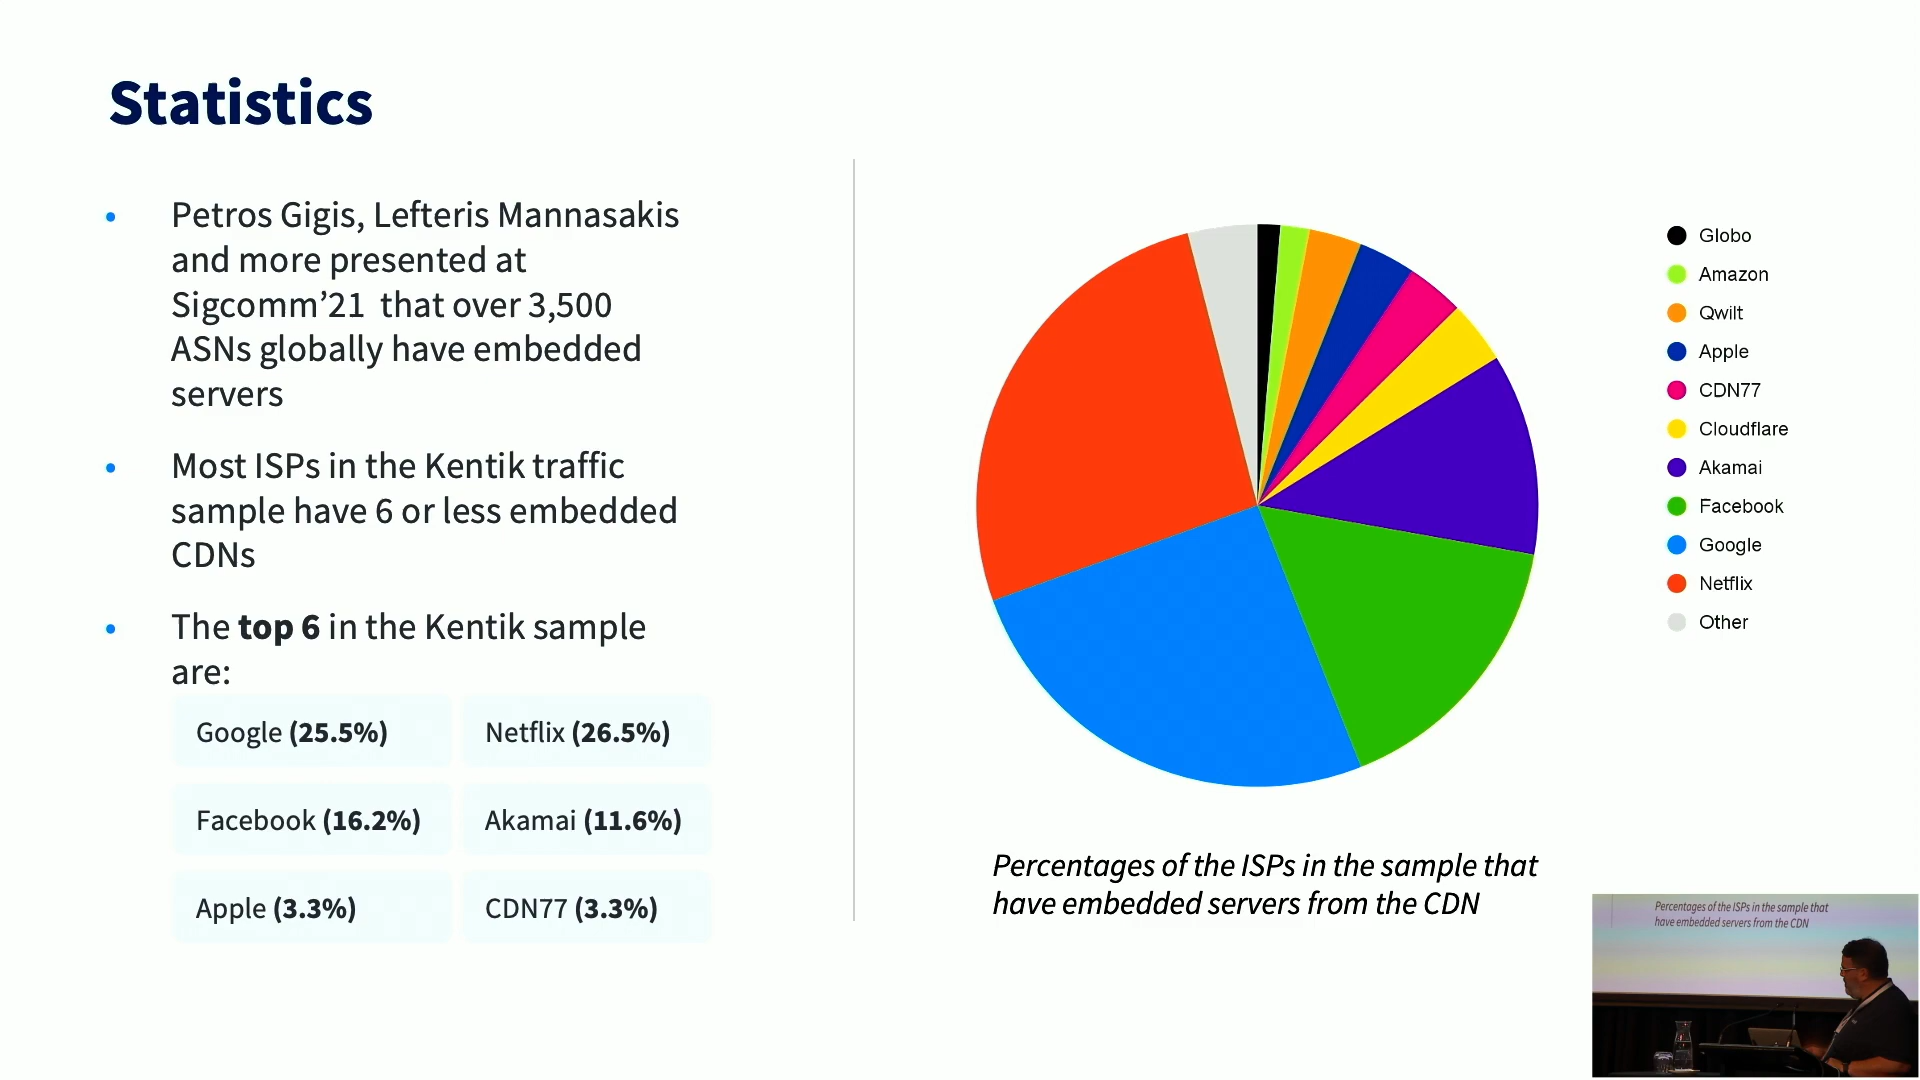 Statistics
Petros Gigis, Lefteris Mannasakis
and more presented at
Sigcomm’21 that over 3,500
ASNs globally have embedded
servers
Most ISPs in the Kentik traffic
sample have 6 or less embedded
CDNs
The top 6 in the Kentik sample
are:
Google (25.5%)
Netflix (26.5%)
Facebook (16.2%)
Akamai (11.6%)
Apple (3.3%)
CDN77 (3.3%)
Globo
Amazon
Qwilt
Apple
CDN77
Cloudflare
Akamai
Facebook
Google
Netflix
Other
Percentages of the ISPs in the sample that
have embedded servers from the CDN
Percentages of the ISPs in the sample that
have embedded servers from the CDN